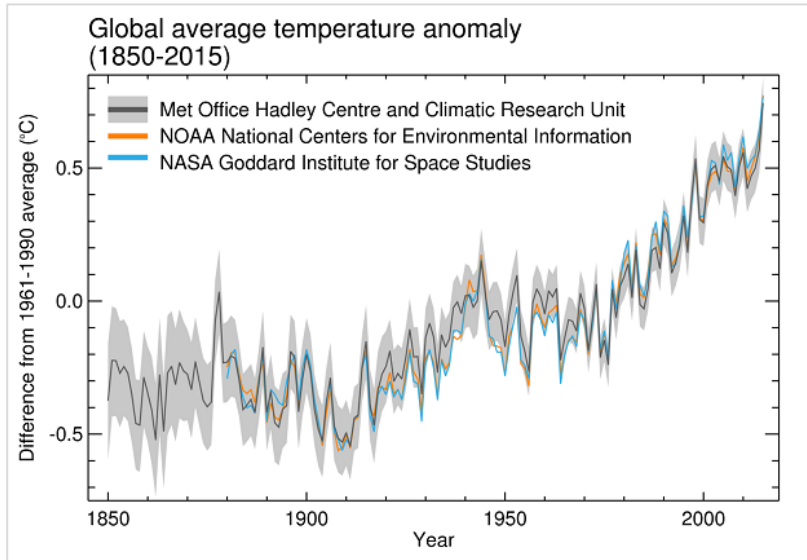 Global average temperature anomaly
(1850-2015)
Met Office Hadley Centre and Climatic Research Unit
NOAA National Centers for Environmental Information
NASA Goddard Institute for Space Studies
Difference from 1961-1990 average (°C)
0.5
0.0
-0.5
1850
1900
1950
2000
Year